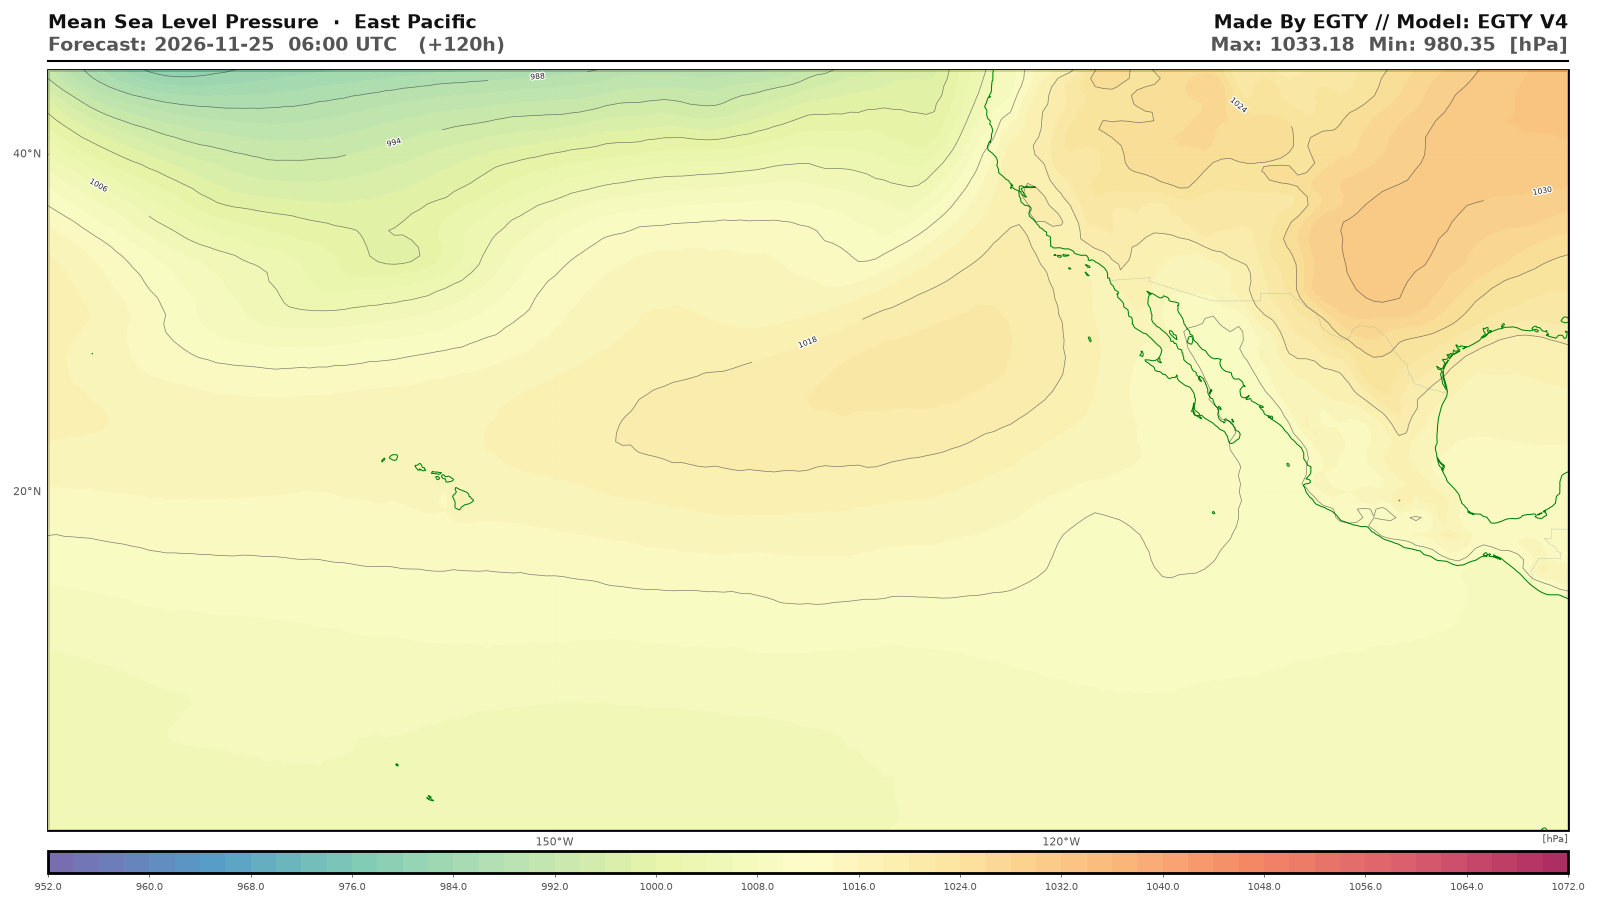 Mean Sea Level Pressure · East Pacific
Made By EGTY // Model: EGTY V4
Forecast: 2026-11-25 06:00 UTC (+120h)
Max: 1033.18 Min: 980.35 [hPa]
988
1024
994
40°N
1006
1030
1018
20°N
150°W
120°W
[hPa]
952.0 960.0 968.0 976.0 984.0 992.0 1000.0 1008.0 1016.0 1024.0 1032.0 1040.0 1048.0 1056.0 1064.0 1072.0